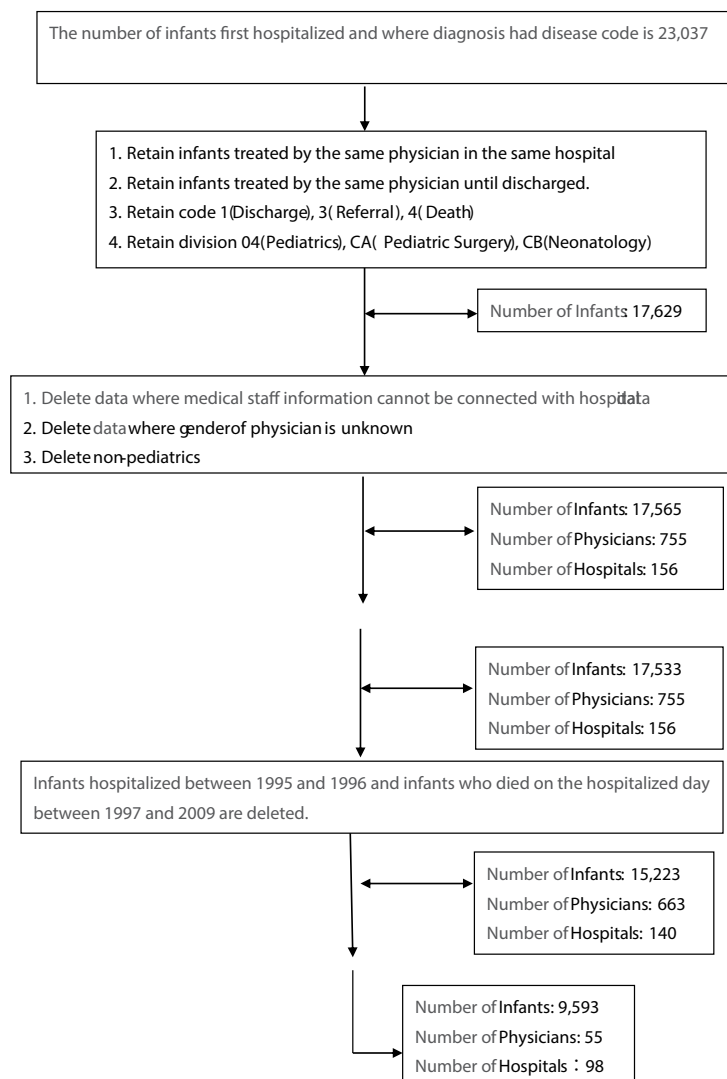 The number of infants first hospitalized and where diagnosis had disease code is 23,037
1. Retain infants treated by the same physician in the same hospital
2. Retain infants treated by the same physician until discharged.
3. Retain code 1(Discharge), 3( Referral), 4( Death)
4. Retain division 04(Pediatrics), CA( Pediatric Surgery), CB(Neonatology)
Number of Infants: 17,629
1. Delete data where medical staff information cannot be connected with hospital data
2. Delete data where gender of physician is unknown
3. Delete non-pediatrics
Number of Infants: 17,565
Number of Physicians: 755
Number of Hospitals: 156
Number of Infants: 17,533
Number of Physicians: 755
Number of Hospitals: 156
Infants hospitalized between 1995 and 1996 and infants who died on the hospitalized day
between 1997 and 2009 are deleted.
Number of Infants: 15,223
Number of Physicians: 663
Number of Hospitals: 140
Number of Infants: 9,593
Number of Physicians: 55
Number of Hospitals：98